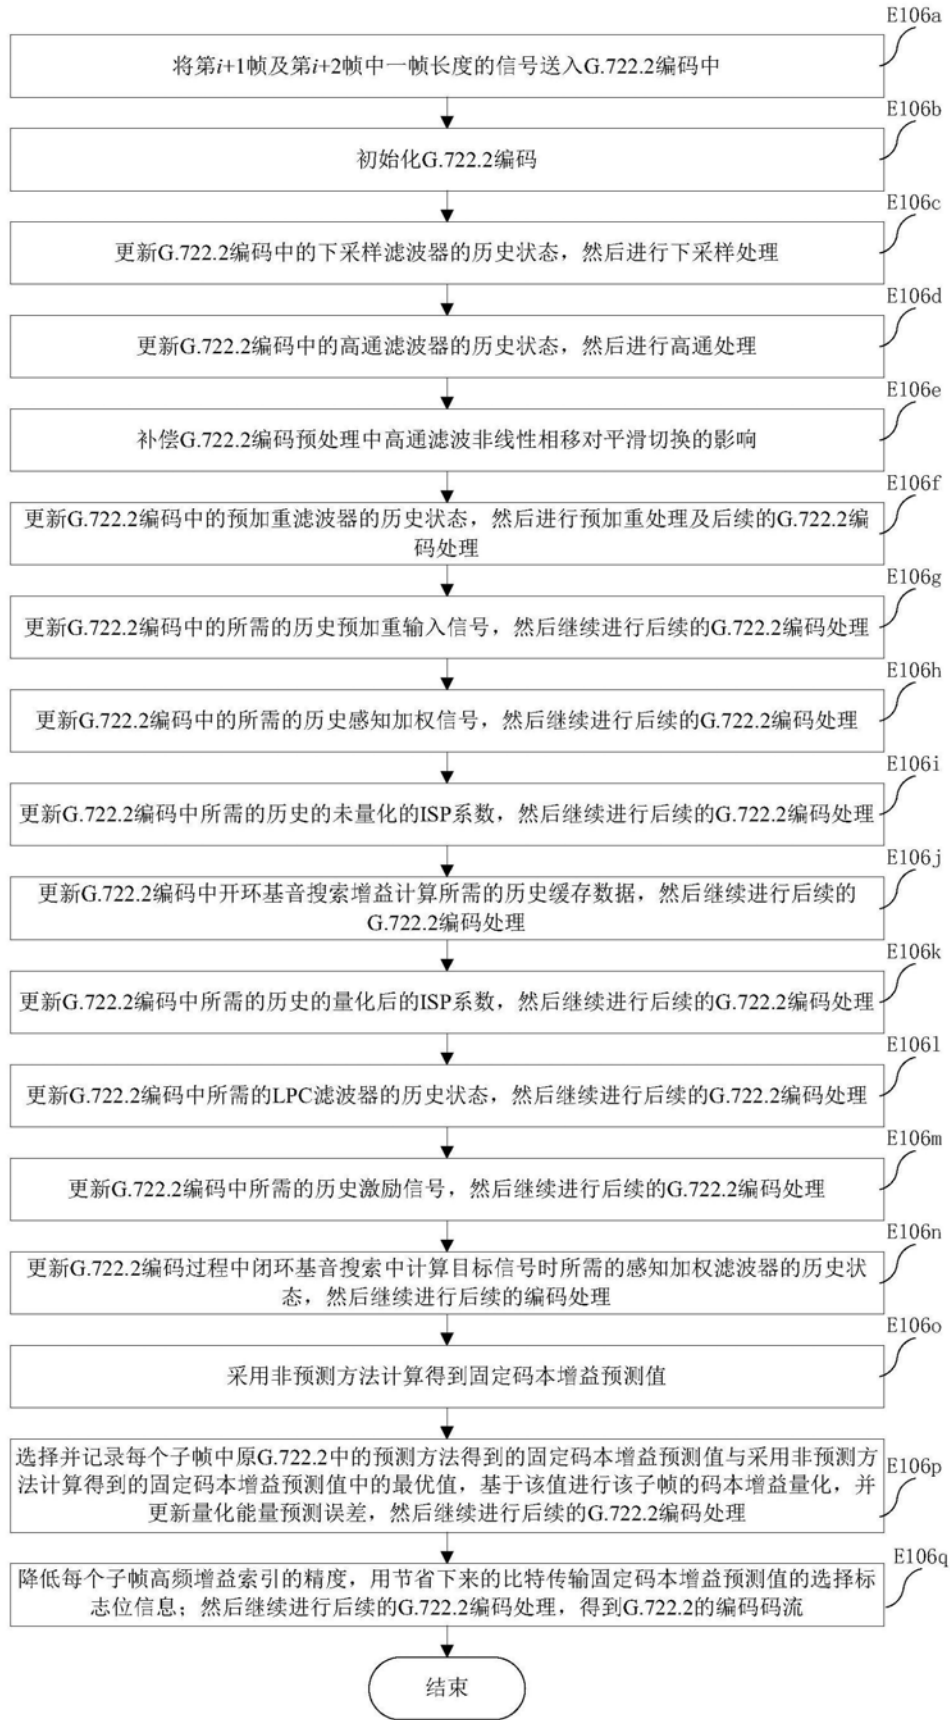 E106a
将第i+1帧及第i+2帧中一帧长度的信号送入G.722.2编码中
E106b
初始化G.722.2编码
E106c
更新G.722.2编码中的下采样滤波器的历史状态，然后进行下采样处理
E106d
更新G.722.2编码中的高通滤波器的历史状态，然后进行高通处理
E106e
补偿G.722.2编码预处理中高通滤波非线性相移对平滑切换的影响
E106f
更新G.722.2编码中的预加重滤波器的历史状态，然后进行预加重处理及后续的G.722.2编
码处理
E106g
更新G.722.2编码中的所需的历史预加重输入信号，然后继续进行后续的G.722.2编码处理
E106h
更新G.722.2编码中的所需的历史感知加权信号，然后继续进行后续的G.722.2编码处理
E106i
更新G.722.2编码中所需的历史的未量化的ISP系数，然后继续进行后续的G.722.2编码处理
E106j
更新G.722.2编码中开环基音搜索增益计算所需的历史缓存数据，然后继续进行后续的
G.722.2编码处理
E106k
更新G.722.2编码中所需的历史的量化后的ISP系数，然后继续进行后续的G.722.2编码处理
E106l
更新G.722.2编码中所需的LPC滤波器的历史状态，然后继续进行后续的G.722.2编码处理
E106m
更新G.722.2编码中所需的历史激励信号，然后继续进行后续的G.722.2编码处理
E106n
更新G.722.2编码过程中闭环基音搜索中计算目标信号时所需的感知加权滤波器的历史状
态，然后继续进行后续的编码处理
E106o
采用非预测方法计算得到固定码本增益预测值
E106p
选择并记录每个子帧中原G.722.2中的预测方法得到的固定码本增益预测值与采用非预测方
法计算得到的固定码本增益预测值中的最优值，基于该值进行该子帧的码本增益量化，并
更新量化能量预测误差，然后继续进行后续的G.722.2编码处理
E106q
降低每个子帧高频增益索引的精度，用节省下来的比特传输固定码本增益预测值的选择标
志位信息；然后继续进行后续的G.722.2编码处理，得到G.722.2的编码码流
结束